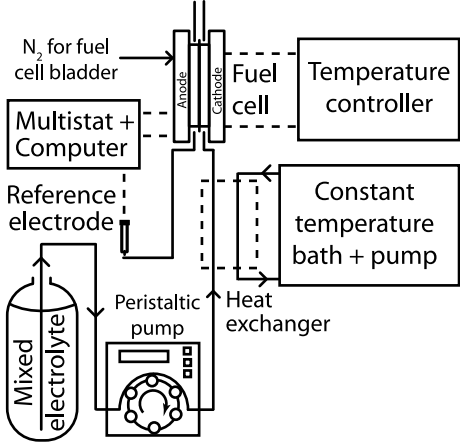 N₂ for fuel
cell bladder
Anode
Cathode
Fuel
cell
Temperature
controller
Multistat +
Computer
Reference
electrode
Constant
temperature
bath + pump
Heat
exchanger
Peristaltic
pump
Mixed
electrolyte